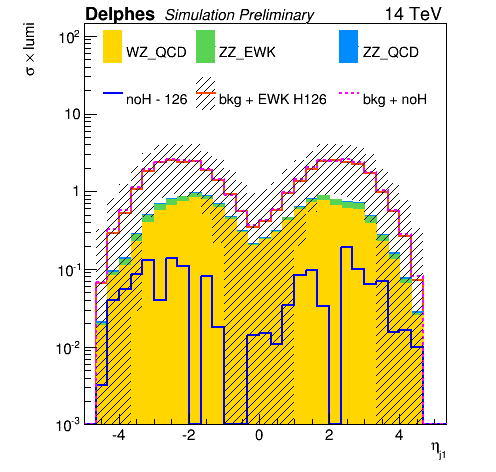 Delphes Simulation Preliminary 14 TeV
σ × lumi
WZ_QCD ZZ_EWK ZZ_QCD
noH - 126 bkg + EWK H126 bkg + noH
10²
10
1
10⁻¹
10⁻²
10⁻³
-4 -2 0 2 4
η_j1